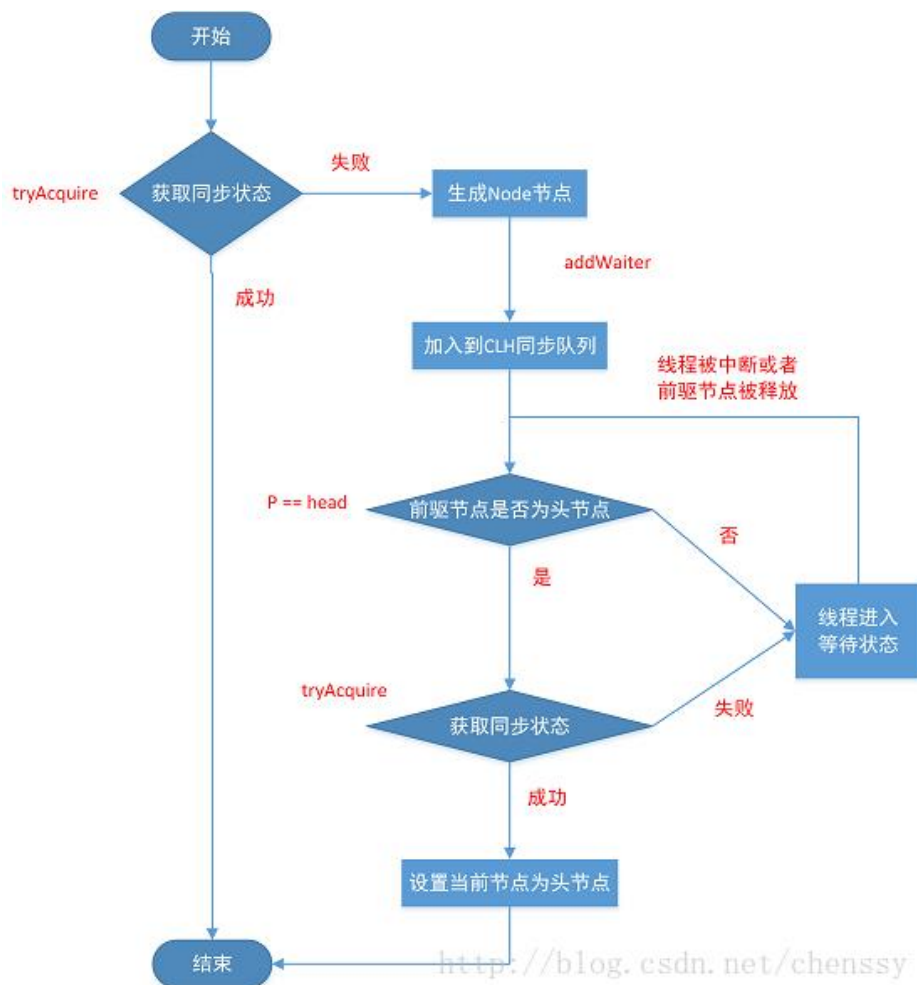 开始
tryAcquire
获取同步状态
失败
生成Node节点
addWaiter
成功
加入到CLH同步队列
线程被中断或者
前驱节点被释放
P == head
前驱节点是否为头节点
否
是
线程进入
等待状态
tryAcquire
获取同步状态
失败
成功
设置当前节点为头节点
结束
http://blog.csdn.net/chenssy